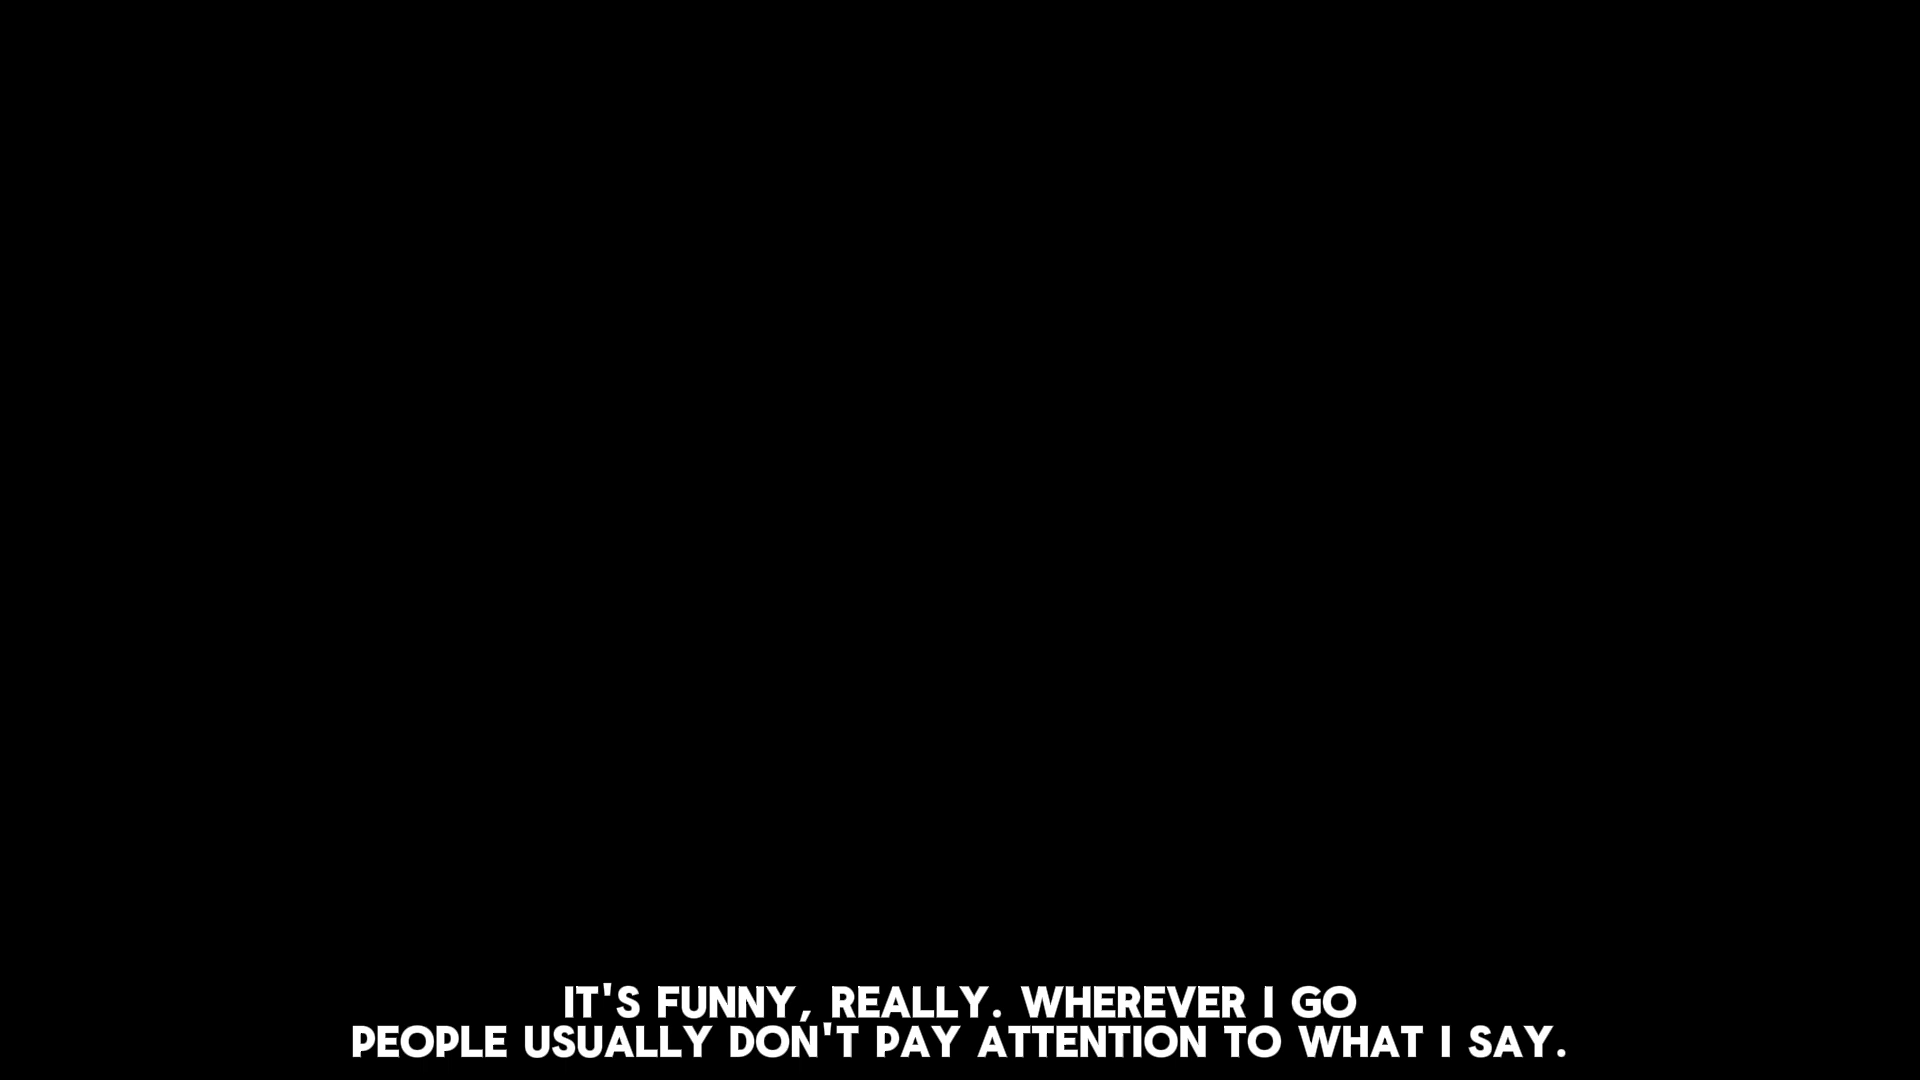 IT'S FUNNY, REALLY. WHEREVER I GO
PEOPLE USUALLY DON'T PAY ATTENTION TO WHAT I SAY.